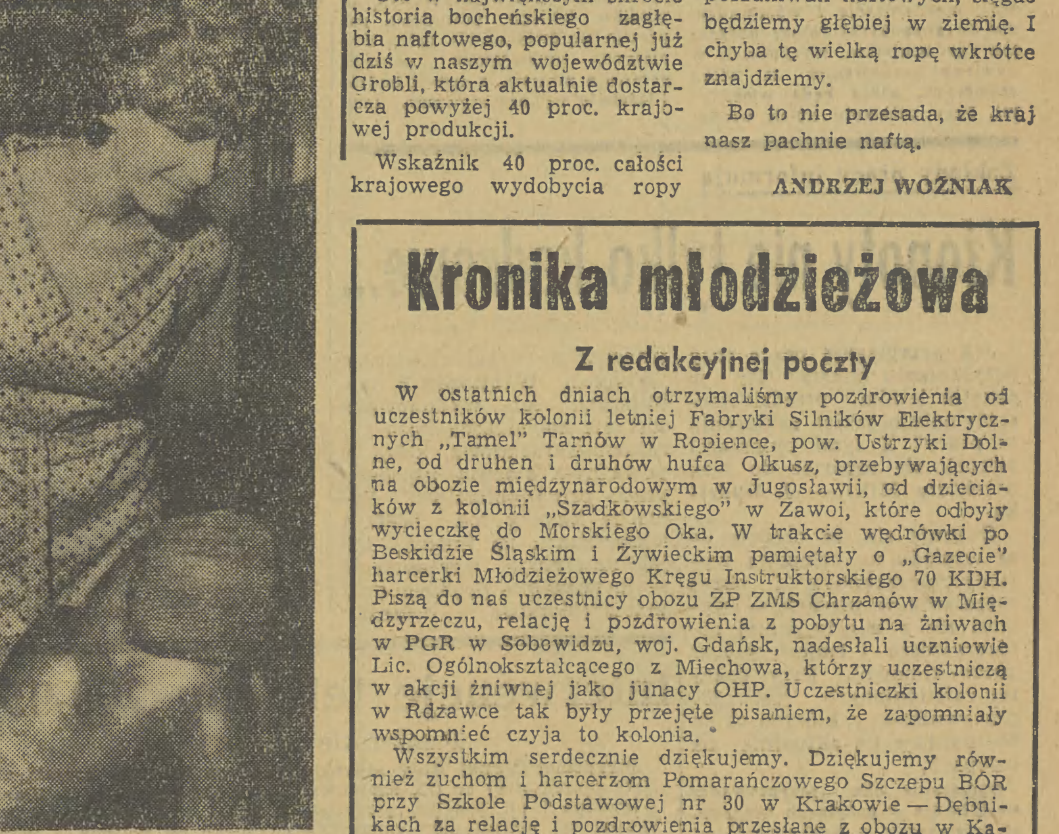 historia bocheńskiego zagłę-
bia naftowego, popularnej już
dziś w naszym województwie
Grobli, która aktualnie dostar-
cza powyżej 40 proc. krajo-
wej produkcji.
Wskaźnik 40 proc. całości
krajowego wydobycia ropy
będziemy głębiej w ziemię. I
chyba tę wielką ropę wkrótce
znajdziemy.
Bo to nie przesada, że kraj
nasz pachnie naftą.
ANDRZEJ WOŹNIAK
Kronika młodzieżowa
Z redakcyjnej poczty
W ostatnich dniach otrzymaliśmy pozdrowienia od
uczestników kolonii letniej Fabryki Silników Elektrycz-
nych „Tamel” Tarnów w Ropience, pow. Ustrzyki Dol-
ne, od druhen i druhów hufca Olkusz, przebywających
na obozie międzynarodowym w Jugosławii, od dziecia-
ków z kolonii „Szadkowskiego” w Zawoi, które odbyły
wycieczkę do Morskiego Oka. W trakcie wędrówki po
Beskidzie Śląskim i Żywieckim pamiętały o „Gazecie”
harcerki Młodzieżowego Kręgu Instruktorskiego 70 KDH.
Piszą do nas uczestnicy obozu ZP ZMS Chrzanów w Mię-
dzyrzeczu, relację i pozdrowienia z pobytu na żniwach
w PGR w Sobowidzu, woj. Gdańsk, nadesłali uczniowie
Lic. Ogólnokształcącego z Miechowa, którzy uczestniczą
w akcji żniwnej jako junacy OHP. Uczestniczki kolonii
w Rdzawce tak były przejęte pisaniem, że zapomniały
wspomnieć czyja to kolonia.
Wszystkim serdecznie dziękujemy. Dziękujemy rów-
nież zuchom i harcerzom Pomarańczowego Szczepu BÓR
przy Szkole Podstawowej nr 30 w Krakowie — Dębni-
kach za relację i pozdrowienia przesłane z obozu w Ka-